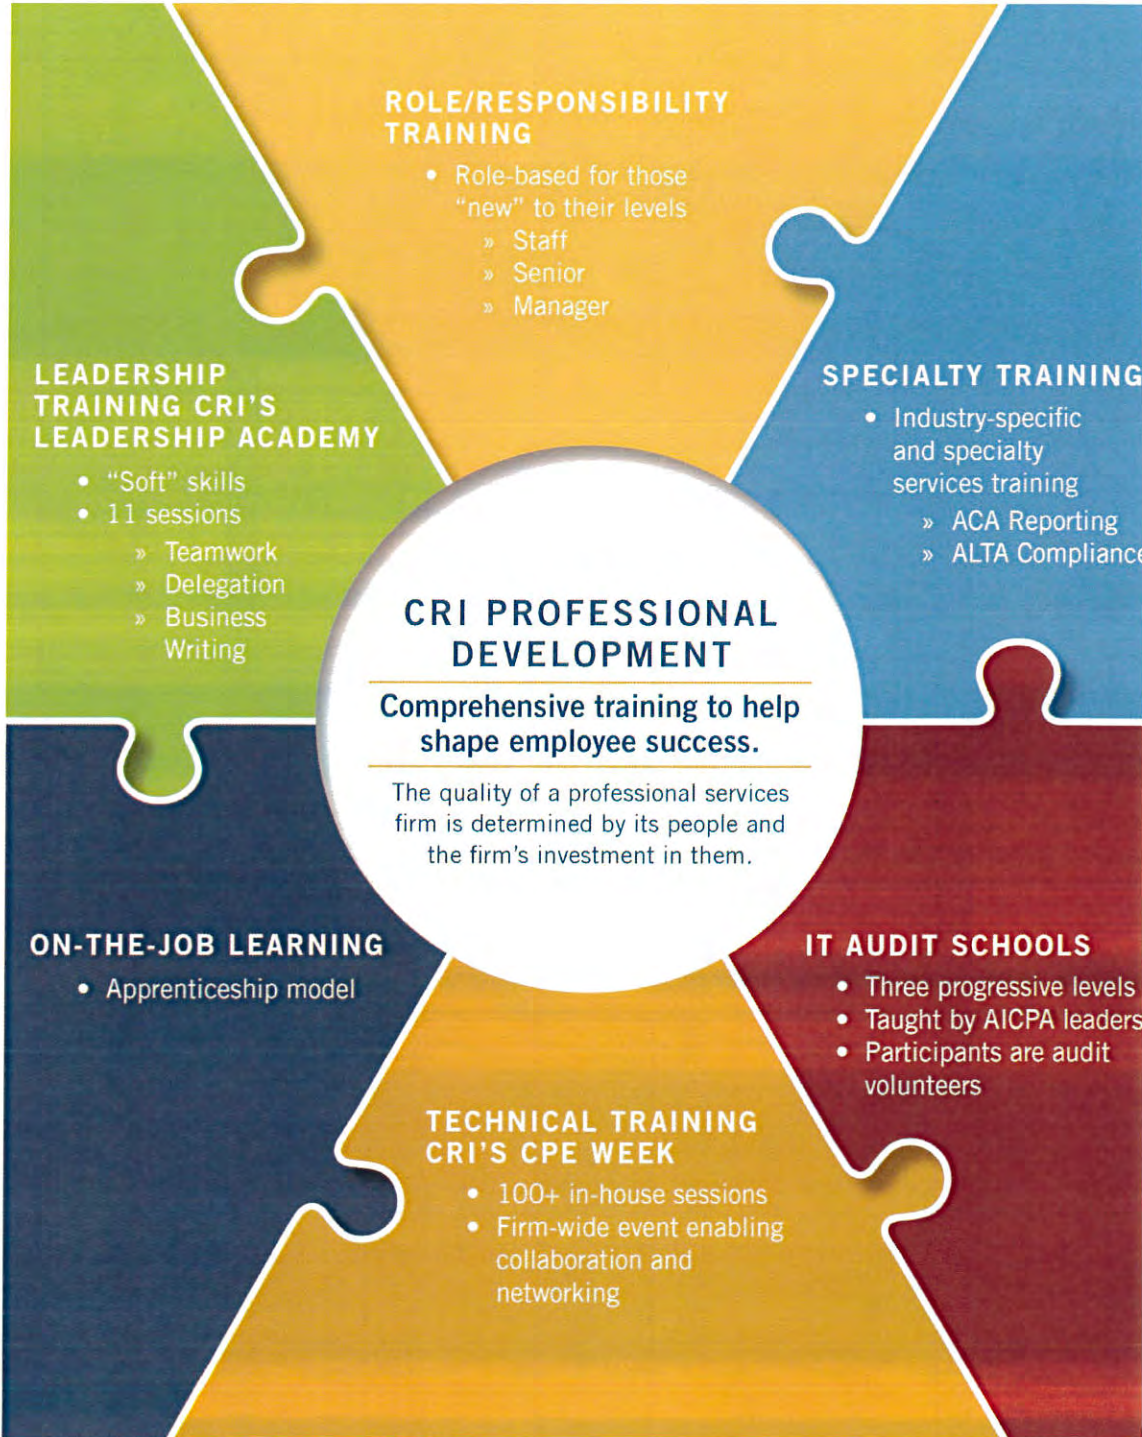 ROLE/RESPONSIBILITY
TRAINING
• Role-based for those
"new" to their levels
» Staff
» Senior
» Manager
LEADERSHIP
TRAINING CRI'S
LEADERSHIP ACADEMY
• "Soft" skills
• 11 sessions
» Teamwork
» Delegation
» Business
Writing
SPECIALTY TRAINING
• Industry-specific
and specialty
services training
» ACA Reporting
» ALTA Compliance
CRI PROFESSIONAL
DEVELOPMENT
Comprehensive training to help
shape employee success.
The quality of a professional services
firm is determined by its people and
the firm's investment in them.
ON-THE-JOB LEARNING
• Apprenticeship model
IT AUDIT SCHOOLS
• Three progressive levels
• Taught by AICPA leaders
• Participants are audit
volunteers
TECHNICAL TRAINING
CRI'S CPE WEEK
• 100+ in-house sessions
• Firm-wide event enabling
collaboration and
networking